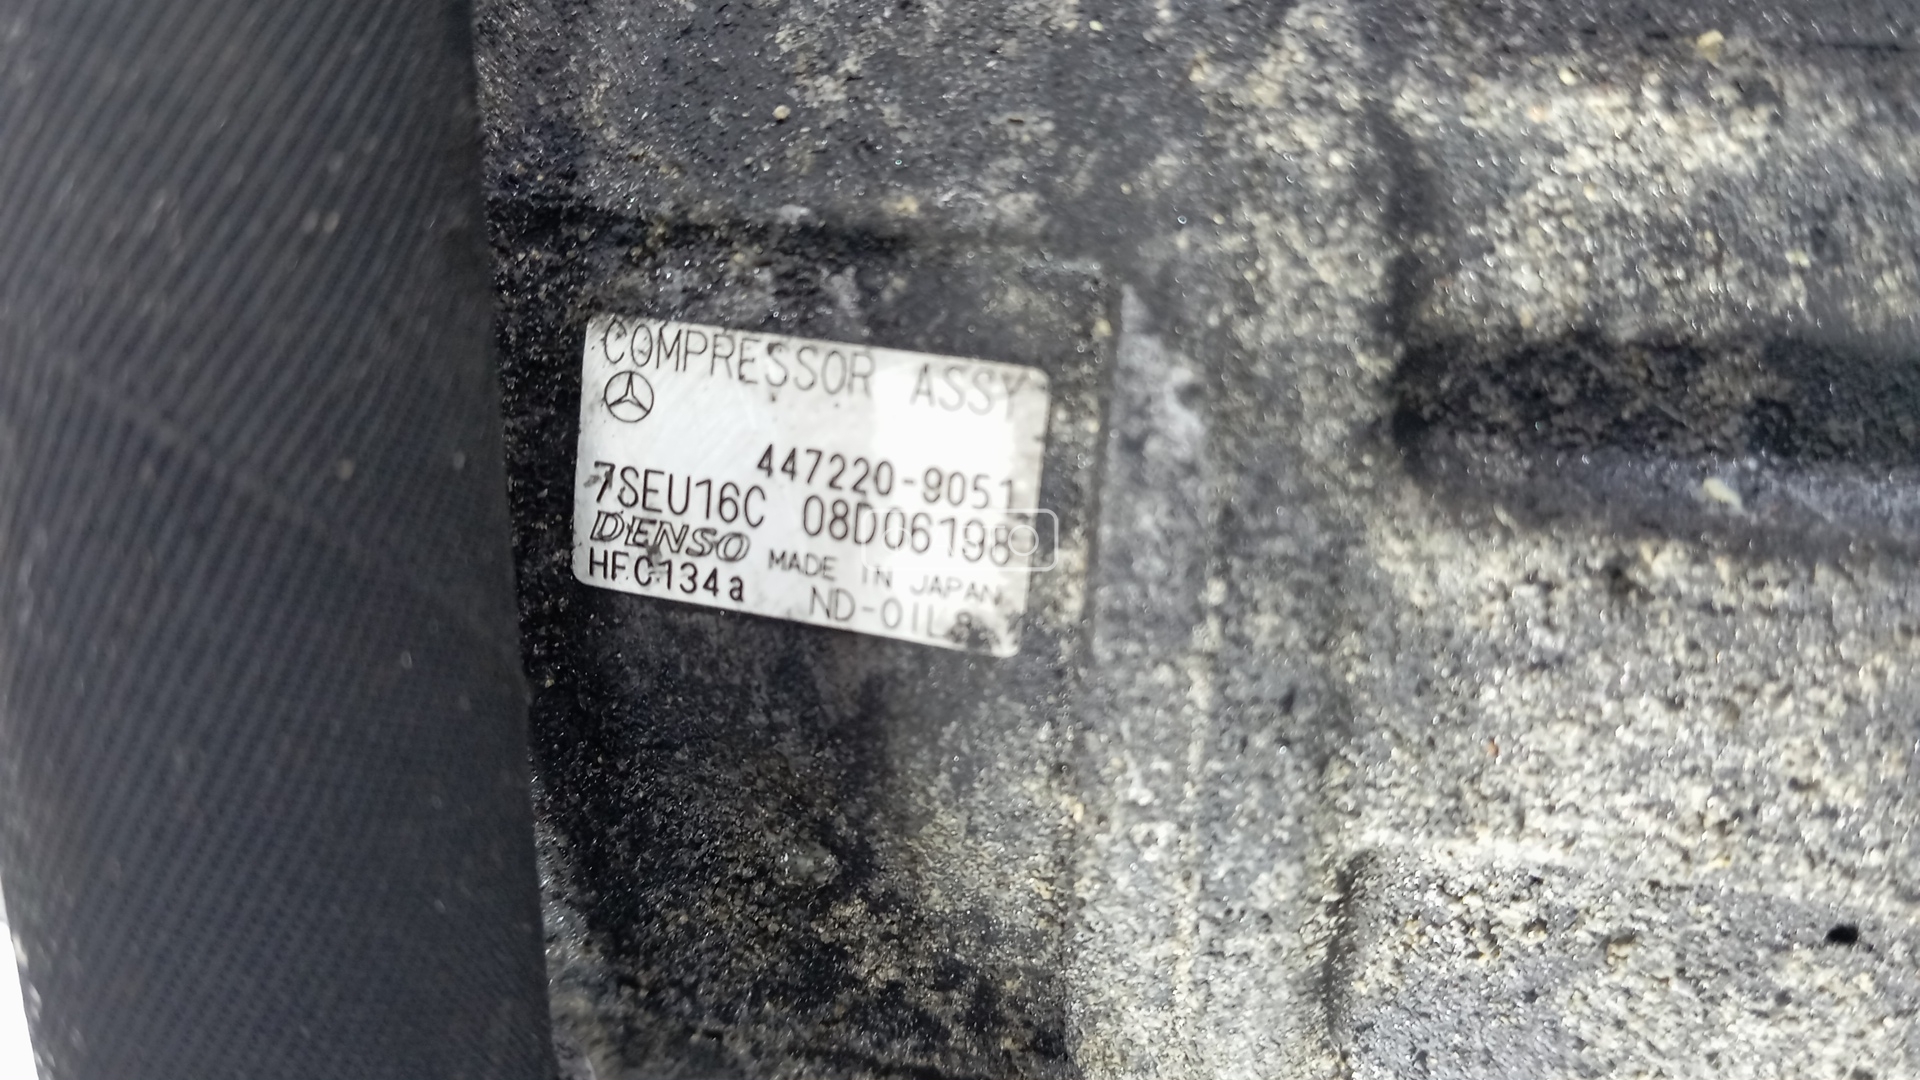 COMPRESSOR ASSY
447220-9051
7SEU16C 08D06198
DENSO MADE IN JAPAN
HFC134a ND-OIL8